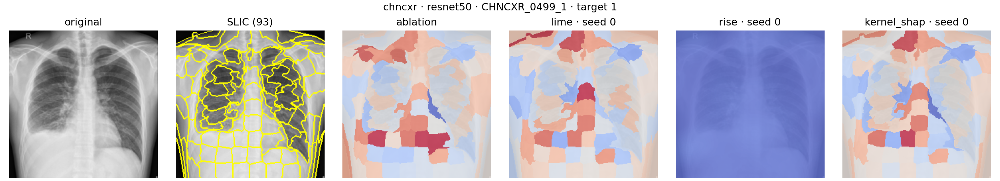 chncxr · resnet50 · CHNCXR_0499_1 · target 1
original
SLIC (93)
ablation
lime · seed 0
rise · seed 0
kernel_shap · seed 0
R
R
R